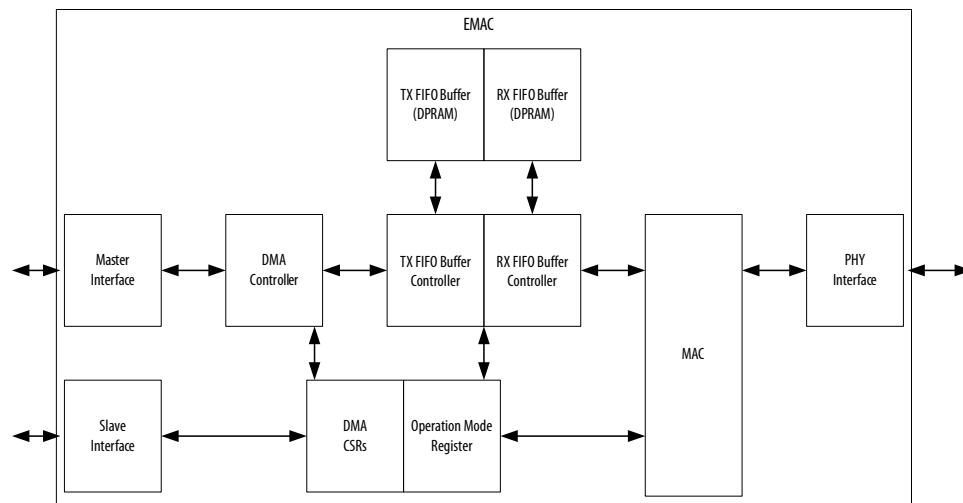 EMAC
TX FIFO Buffer
(DPRAM)
RX FIFO Buffer
(DPRAM)
Master
Interface
DMA
Controller
TX FIFO Buffer
Controller
RX FIFO Buffer
Controller
PHY
Interface
MAC
Slave
Interface
DMA
CSRs
Operation Mode
Register